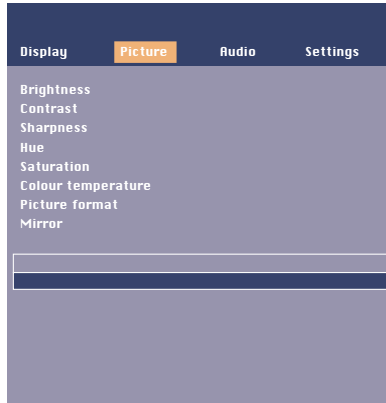 Display Picture Audio Settings
Brightness
Contrast
Sharpness
Hue
Saturation
Colour temperature
Picture format
Mirror